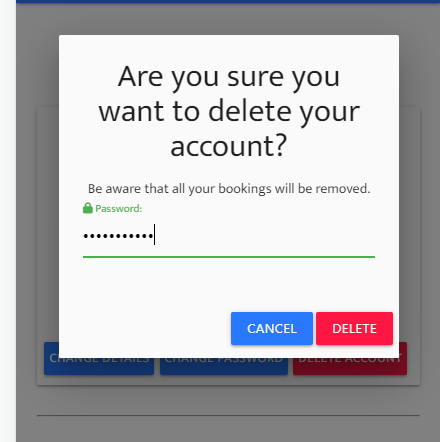 Are you sure you
want to delete your
account?
Be aware that all your bookings will be removed.
Password:
•••••••••••
CANCEL DELETE
CHANGE DETAILS CHANGE PASSWORD DELETE ACCOUNT